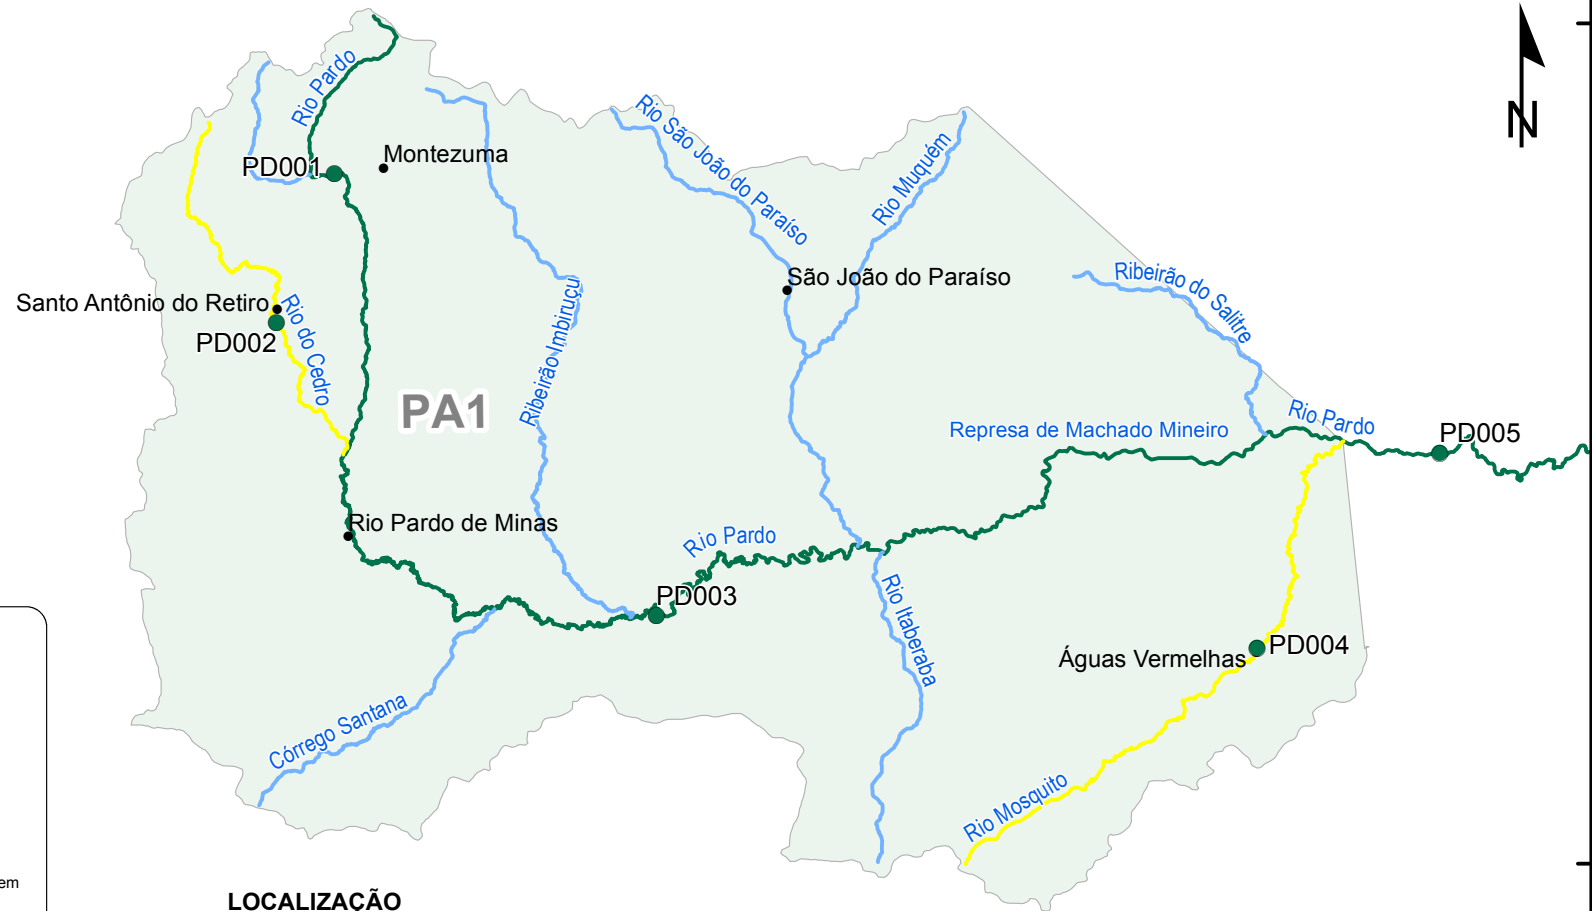 Rio Pardo
N
Rio São João do Paraíso
Rio Muquém
PD001
Montezuma
São João do Paraíso
Ribeirão do Salitre
Santo Antônio do Retiro
Rio do Cedro
PD002
Ribeirão Imbiruçu
PA1
Represa de Machado Mineiro
Rio Pardo
PD005
Rio Pardo de Minas
Rio Pardo
PD003
Rio Itaberaba
Águas Vermelhas
PD004
Córrego Santana
Rio Mosquito
em
LOCALIZAÇÃO